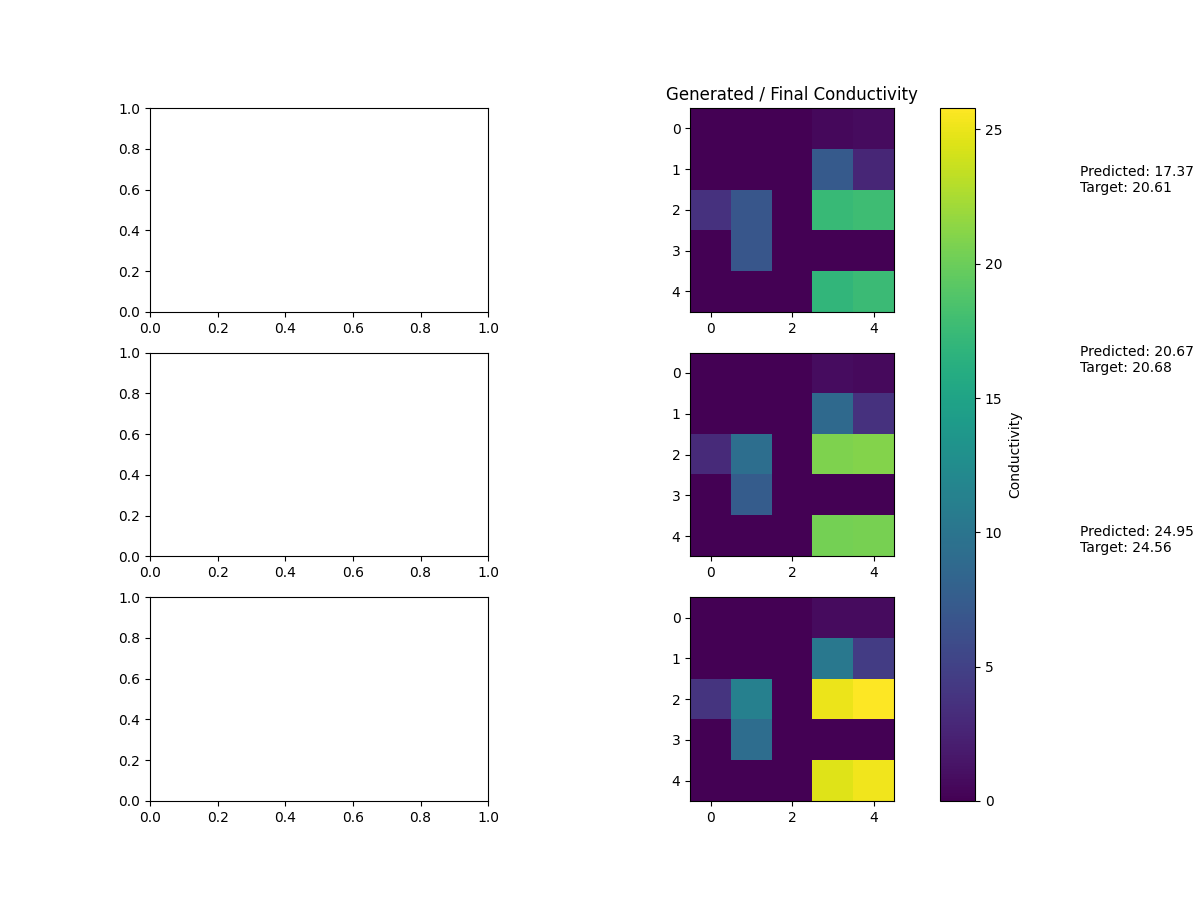 Generated / Final Conductivity
1.0
0.8
0.6
0.4
0.2
0.0
0.0 0.2 0.4 0.6 0.8 1.0
0
1
2
3
4
0 2 4
1.0
0.8
0.6
0.4
0.2
0.0
0.0 0.2 0.4 0.6 0.8 1.0
0
1
2
3
4
0 2 4
1.0
0.8
0.6
0.4
0.2
0.0
0.0 0.2 0.4 0.6 0.8 1.0
0
1
2
3
4
0 2 4
25
20
15
10
5
0
Conductivity
Predicted: 17.37
Target: 20.61
Predicted: 20.67
Target: 20.68
Predicted: 24.95
Target: 24.56